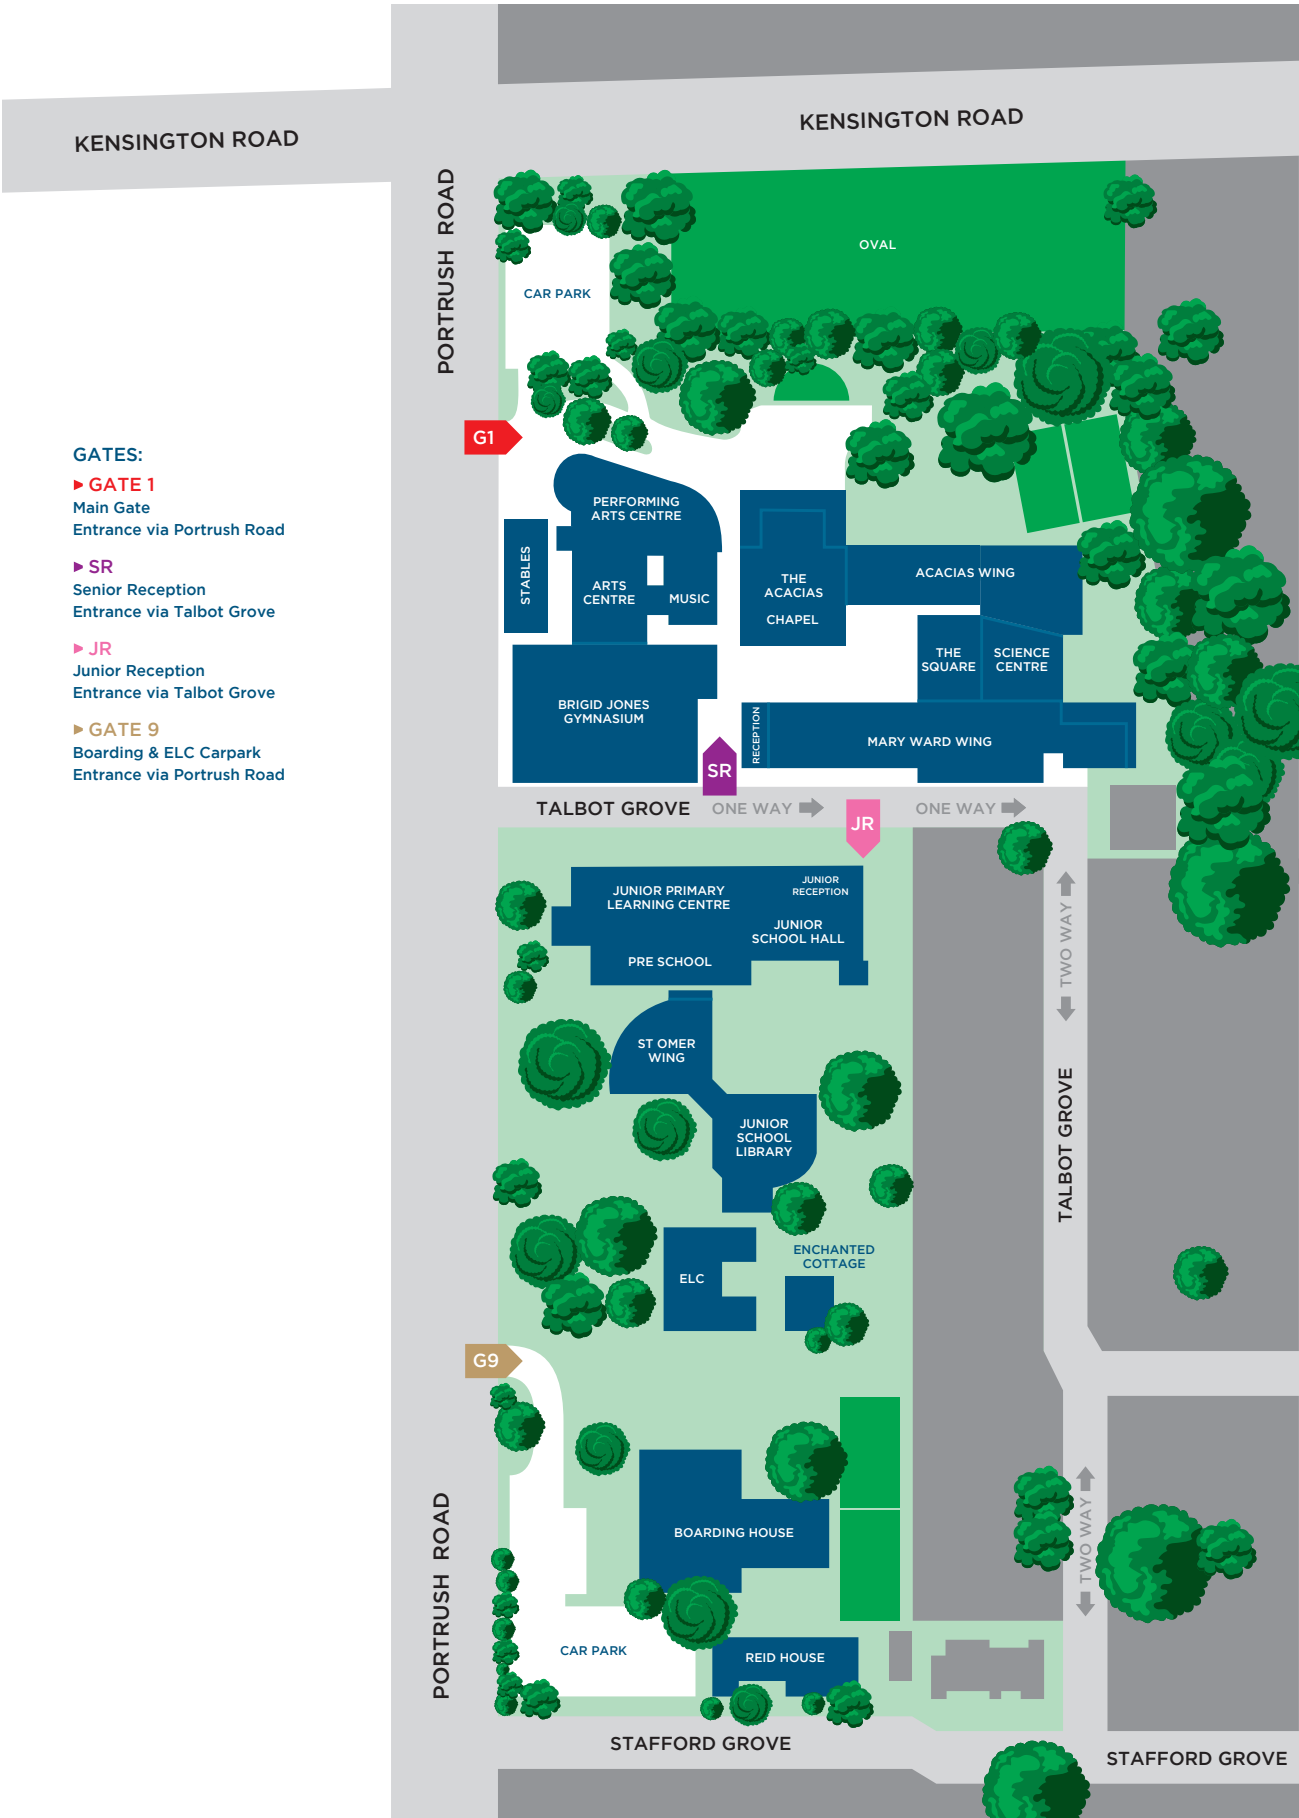 KENSINGTON ROAD
KENSINGTON ROAD
PORTRUSH ROAD
OVAL
CAR PARK
G1
GATES:
GATE 1
Main Gate
Entrance via Portrush Road
SR
Senior Reception
Entrance via Talbot Grove
JR
Junior Reception
Entrance via Talbot Grove
GATE 9
Boarding & ELC Carpark
Entrance via Portrush Road
PERFORMING
ARTS CENTRE
STABLES
ARTS
CENTRE
MUSIC
THE
ACACIAS
CHAPEL
ACACIAS WING
THE
SQUARE
SCIENCE
CENTRE
BRIGID JONES
GYMNASIUM
RECEPTION
MARY WARD WING
SR
TALBOT GROVE
ONE WAY
JR
ONE WAY
JUNIOR PRIMARY
LEARNING CENTRE
JUNIOR
RECEPTION
JUNIOR
SCHOOL HALL
PRE SCHOOL
TWO WAY
ST OMER
WING
JUNIOR
SCHOOL
LIBRARY
TALBOT GROVE
ELC
ENCHANTED
COTTAGE
G9
PORTRUSH ROAD
BOARDING HOUSE
TWO WAY
CAR PARK
REID HOUSE
STAFFORD GROVE
STAFFORD GROVE